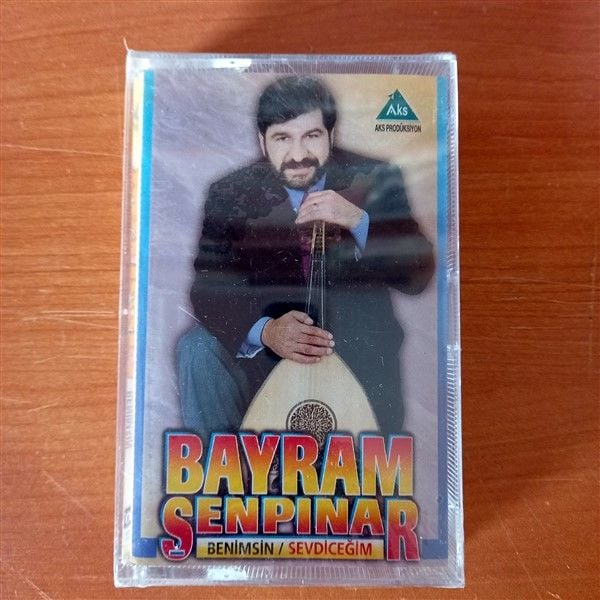 Aks
AKS PRODÜKSİYON
BAYRAM
ŞENPINAR
BENİMSİN / SEVDİCEĞİM